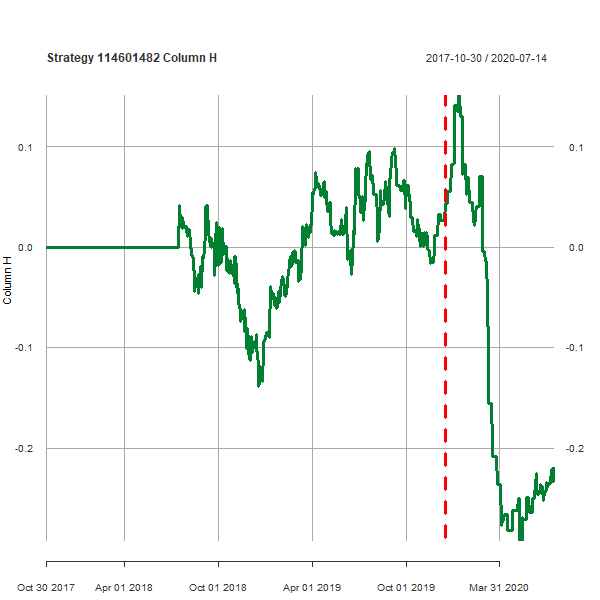 Strategy 114601482 Column H
2017-10-30 / 2020-07-14
0.1 0.1
0.0 0.0
-0.1 -0.1
-0.2 -0.2
Column H
Oct 30 2017 Apr 01 2018 Oct 01 2018 Apr 01 2019 Oct 01 2019 Mar 31 2020